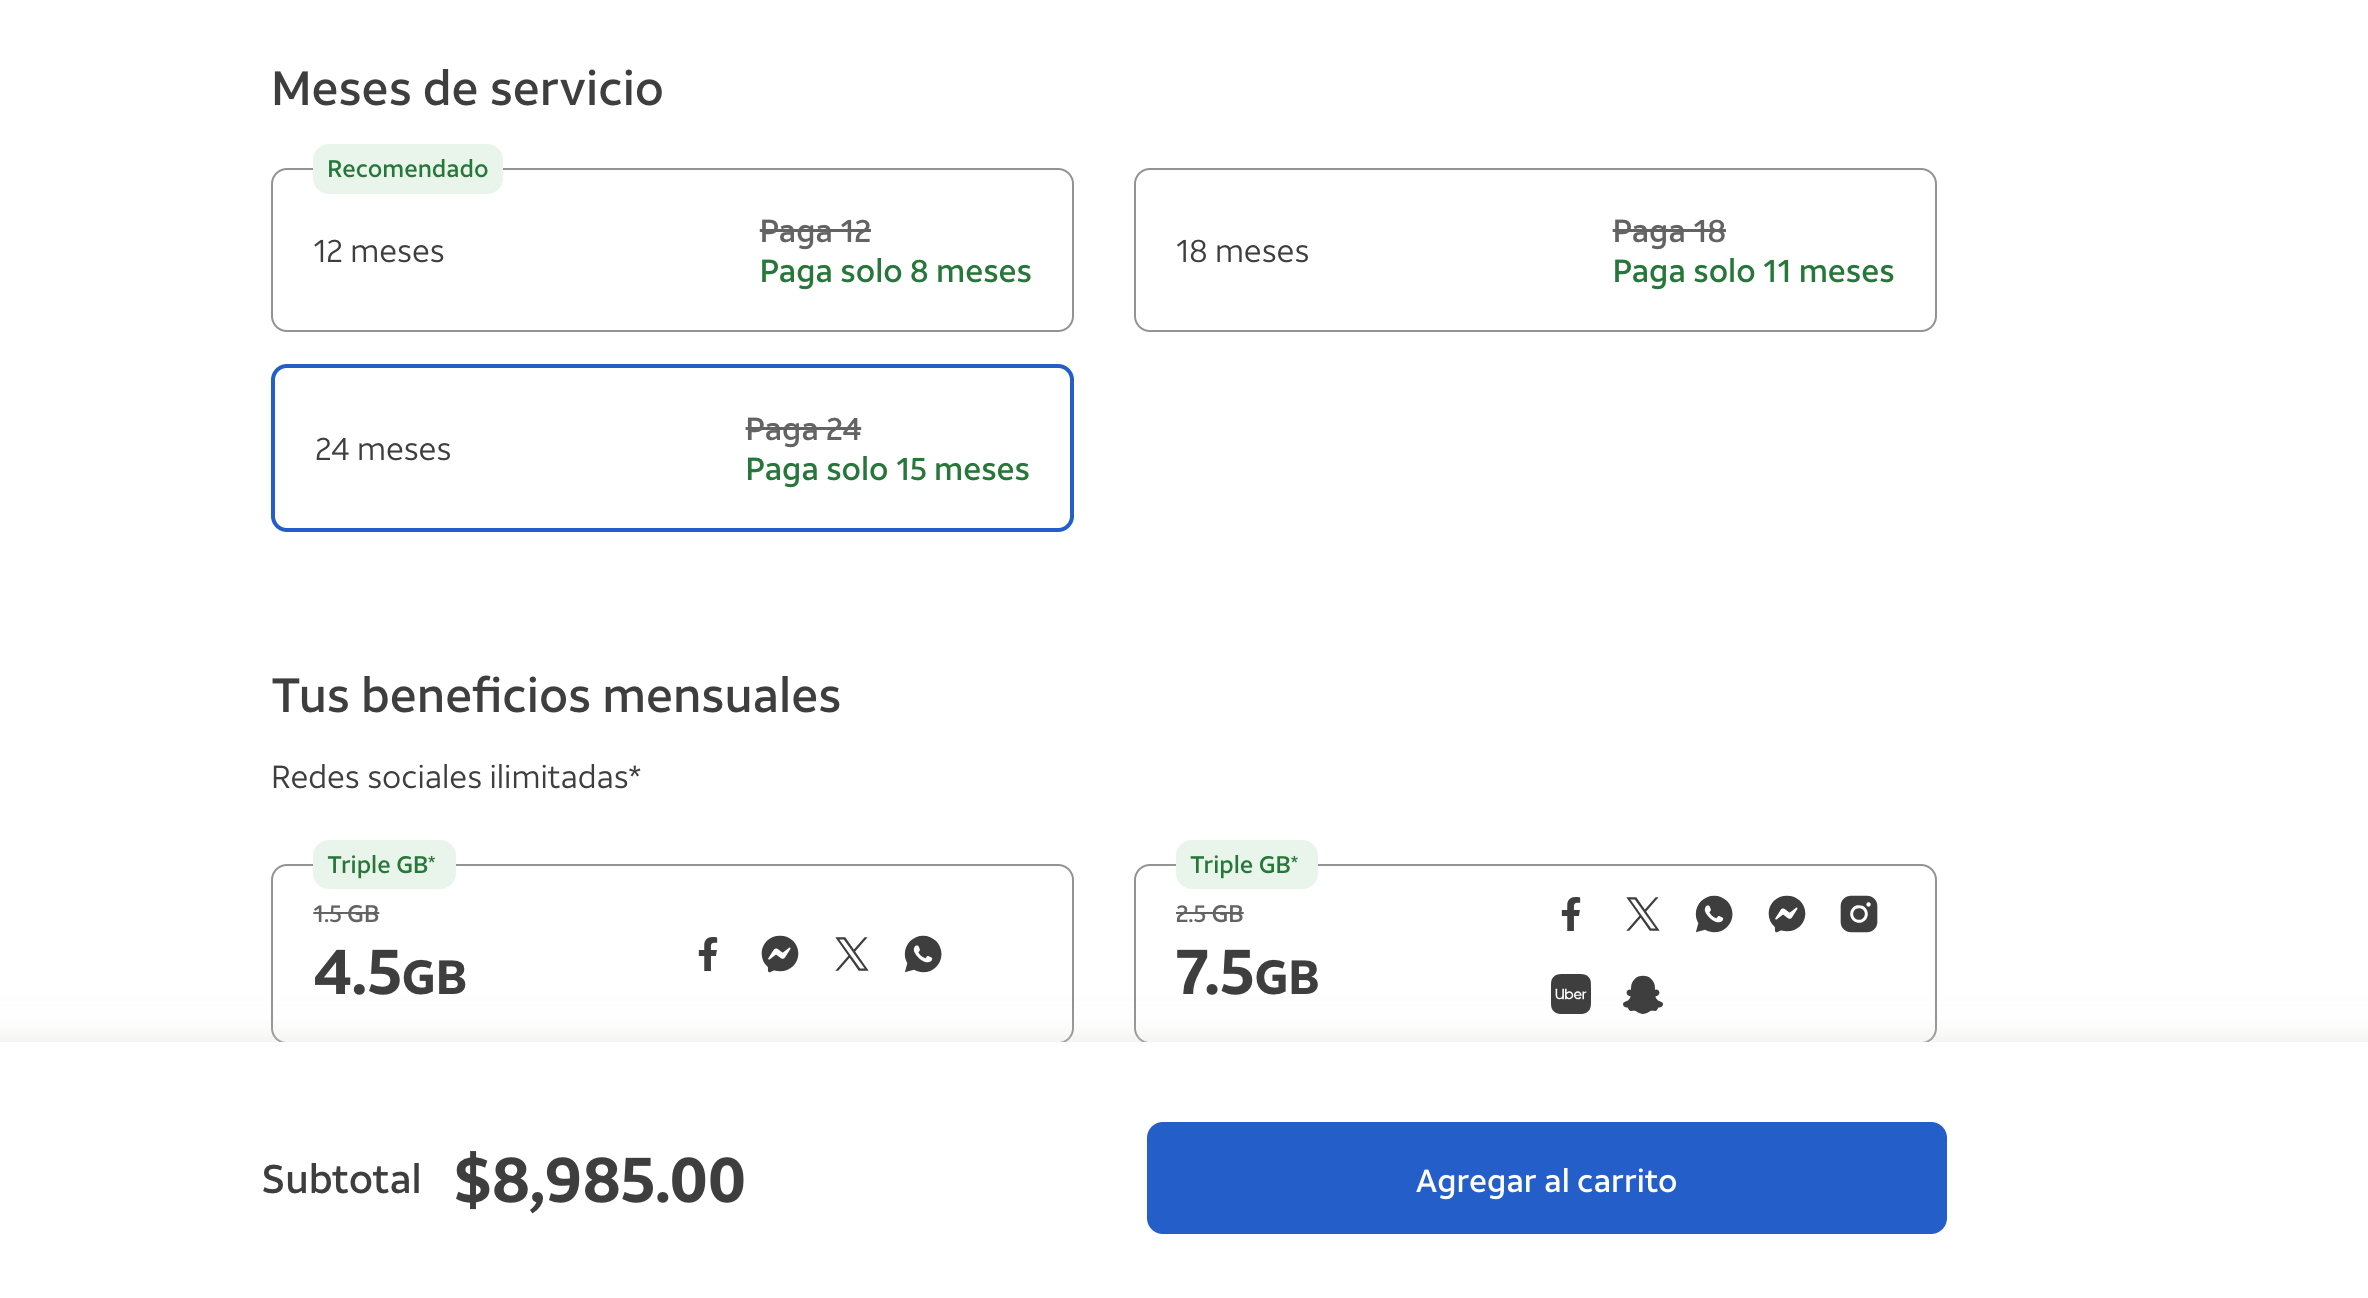 Meses de servicio
Recomendado
12 meses
Paga 12
Paga solo 8 meses
18 meses
Paga 18
Paga solo 11 meses
24 meses
Paga 24
Paga solo 15 meses
Tus beneficios mensuales
Redes sociales ilimitadas*
Triple GB*
1.5 GB
4.5GB
Triple GB*
2.5 GB
7.5GB
Uber
Subtotal $8,985.00
Agregar al carrito